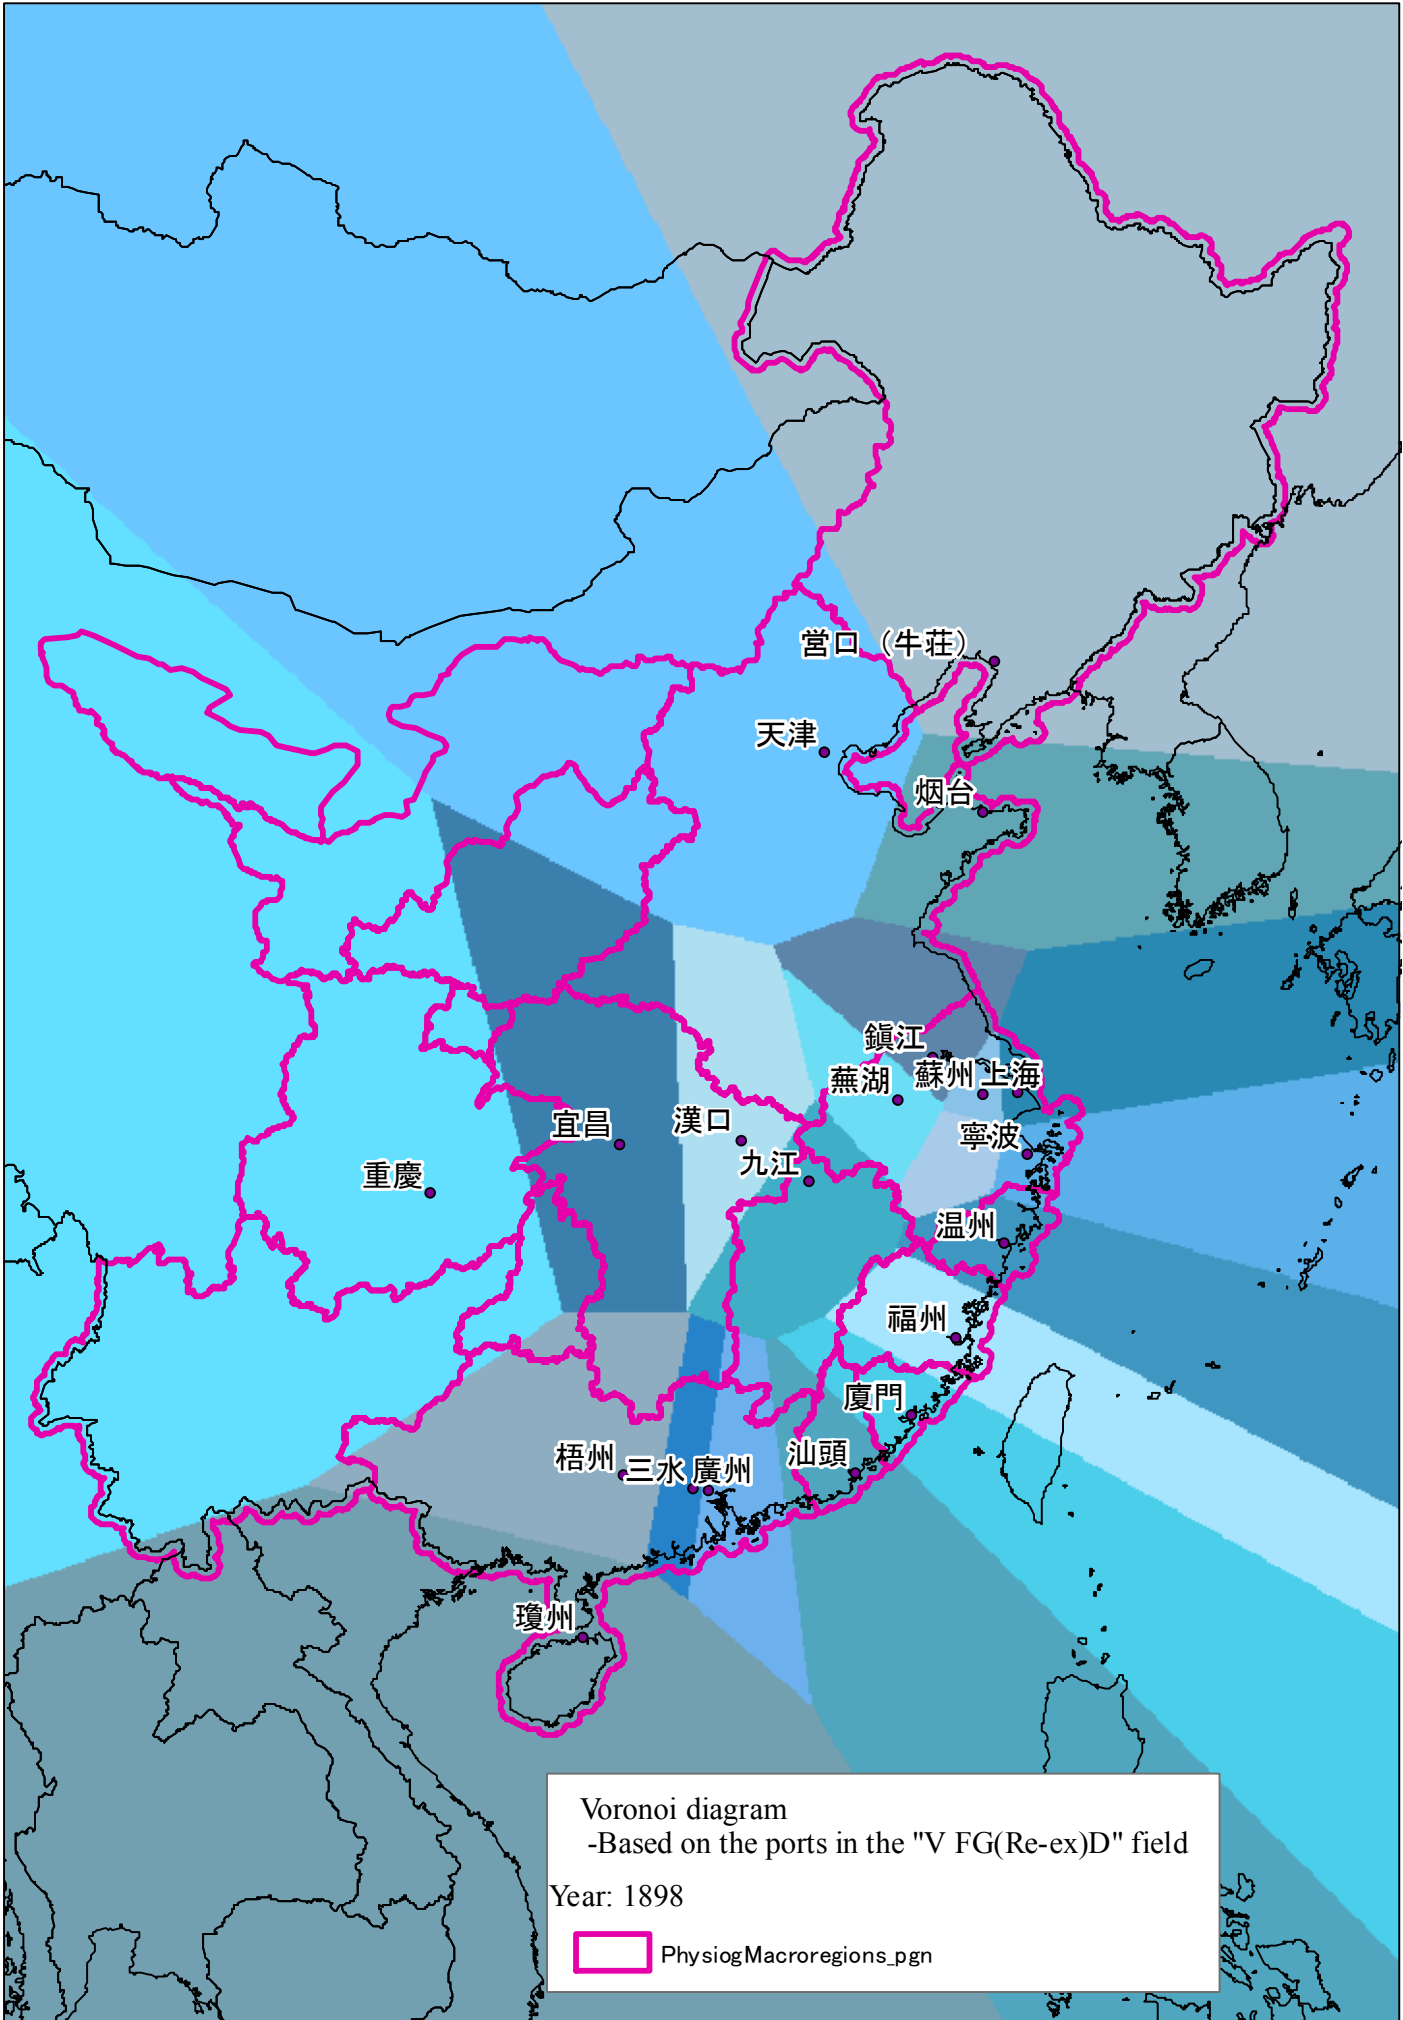 営口（牛荘）
天津
烟台
鎮江
蘇州
上海
蕪湖
宜昌
漢口
寧波
九江
重慶
温州
福州
廈門
梧州
三水
廣州
汕頭
瓊州
Voronoi diagram
-Based on the ports in the "V FG(Re-ex)D" field
Year: 1898
PhysiogMacroregions_pgn